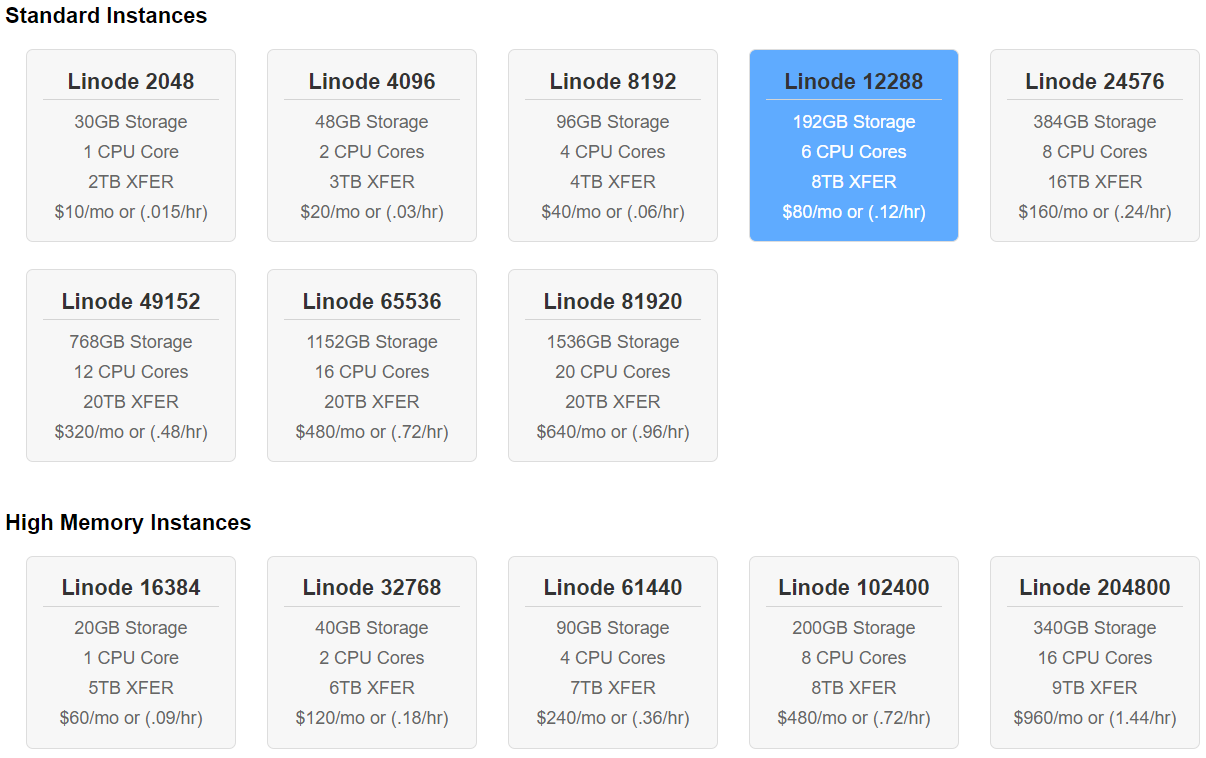 Standard Instances
Linode 2048
30GB Storage
1 CPU Core
2TB XFER
$10/mo or (.015/hr)
Linode 4096
48GB Storage
2 CPU Cores
3TB XFER
$20/mo or (.03/hr)
Linode 8192
96GB Storage
4 CPU Cores
4TB XFER
$40/mo or (.06/hr)
Linode 12288
192GB Storage
6 CPU Cores
8TB XFER
$80/mo or (.12/hr)
Linode 24576
384GB Storage
8 CPU Cores
16TB XFER
$160/mo or (.24/hr)
Linode 49152
768GB Storage
12 CPU Cores
20TB XFER
$320/mo or (.48/hr)
Linode 65536
1152GB Storage
16 CPU Cores
20TB XFER
$480/mo or (.72/hr)
Linode 81920
1536GB Storage
20 CPU Cores
20TB XFER
$640/mo or (.96/hr)
High Memory Instances
Linode 16384
20GB Storage
1 CPU Core
5TB XFER
$60/mo or (.09/hr)
Linode 32768
40GB Storage
2 CPU Cores
6TB XFER
$120/mo or (.18/hr)
Linode 61440
90GB Storage
4 CPU Cores
7TB XFER
$240/mo or (.36/hr)
Linode 102400
200GB Storage
8 CPU Cores
8TB XFER
$480/mo or (.72/hr)
Linode 204800
340GB Storage
16 CPU Cores
9TB XFER
$960/mo or (1.44/hr)